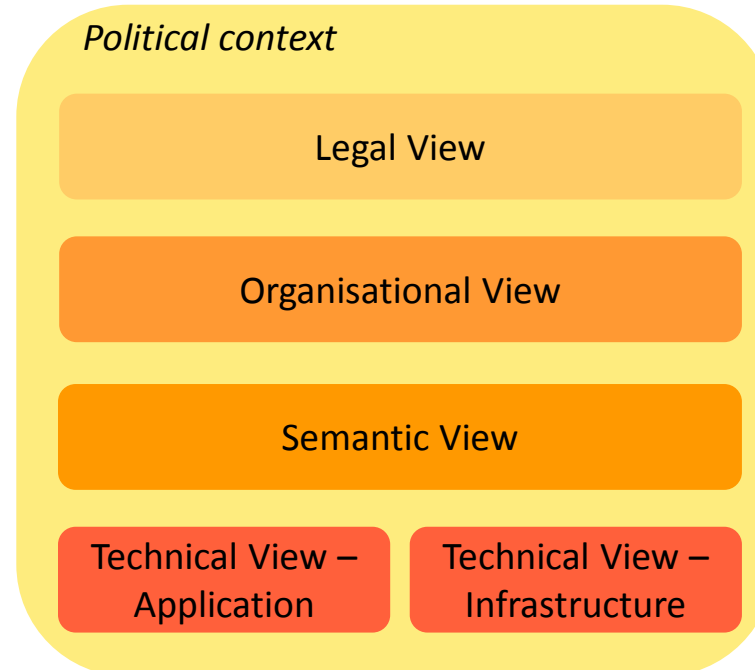 Political context
Legal View
Organisational View
Semantic View
Technical View –
Application
Technical View –
Infrastructure